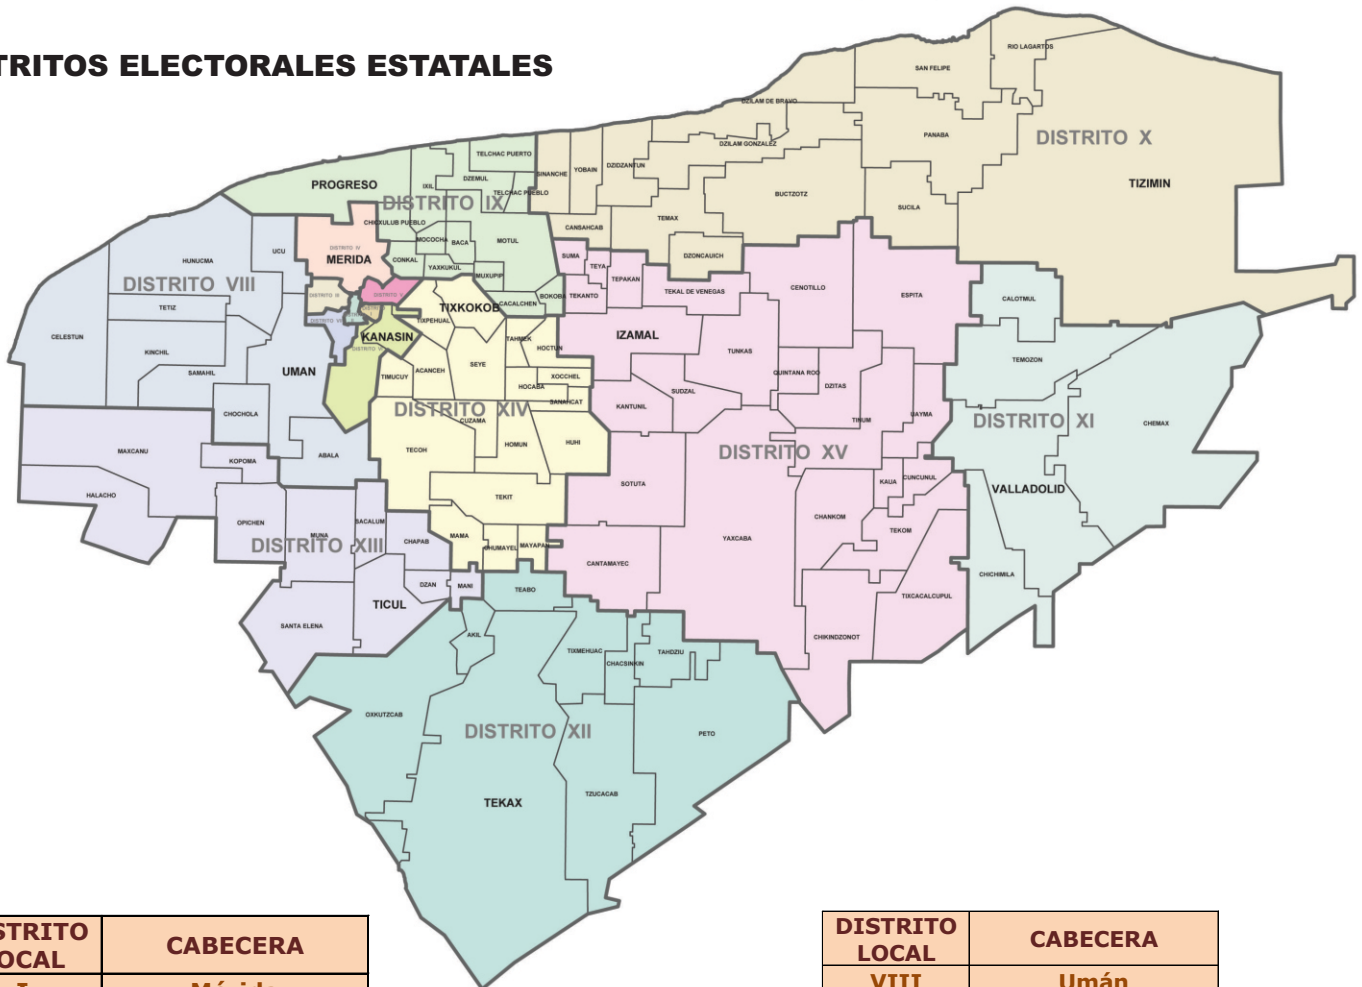 TRITOS ELECTORALES ESTATALES
RIO LAGARTOS
SAN FELIPE
DZILAM DE BRAVO
PANABA
DISTRITO X
DZILAM GONZALEZ
TELCHAC PUERTO
DZEMUL
IXIL
SINANCHE
YOBAIN
DZIDZANTUN
TIZIMIN
PROGRESO
TELCHAC PUEBLO
BUCTZOTZ
DISTRITO IX
SUCILA
CHICXULUB PUEBLO
TEMAX
CANSAHCAB
MOCOCHA
BACA
MOTUL
DISTRITO IV
MERIDA
UCU
HUNUCMA
CONKAL
YAXKUKUL
MUXUPIP
SUMA
TEYA
TEPAKAN
DZONCAUICH
DISTRITO VIII
TEKAL DE VENEGAS
CENOTILLO
ESPITA
CALOTMUL
DISTRITO III
TEKANTO
BOKOBA
CACALCHEN
TIXKOKOB
TETIZ
TIXPEHUAL
CELESTUN
KANASIN
TAHMEK
HOCTUN
IZAMAL
TUNKAS
TEMOZON
KINCHIL
SAMAHIL
UMAN
TIMUCUY
ACANCEH
SEYE
XOCCHEL
HOCABA
SANAHCAT
QUINTANA ROO
DZITAS
SUDZAL
KANTUNIL
CHOCHOLA
DISTRITO XIV
CUZAMA
TINUM
UAYMA
DISTRITO XI
CHEMAX
MAXCANU
KOPOMA
ABALA
TECOH
HOMUN
HUHI
DISTRITO XV
HALACHO
SOTUTA
KAUA
CUNCUNUL
VALLADOLID
TEKIT
CHANKOM
OPICHEN
MUNA
SACALUM
TEKOM
DISTRITO XIII
CHAPAB
MAMA
CHUMAYEL
MAYAPAN
YAXCABA
CANTAMAYEC
CHICHIMILA
DZAN
MANI
TEABO
TIXCACALCUPUL
TICUL
SANTA ELENA
AKIL
CHIKINDZONOT
TIXMEHUAC
TAHDZIU
CHACSINKIN
OXKUTZCAB
DISTRITO XII
PETO
TEKAX
TZUCACAB
STRITO
OCAL
CABECERA
I
Mérida
DISTRITO
LOCAL
CABECERA
VIII
Umán